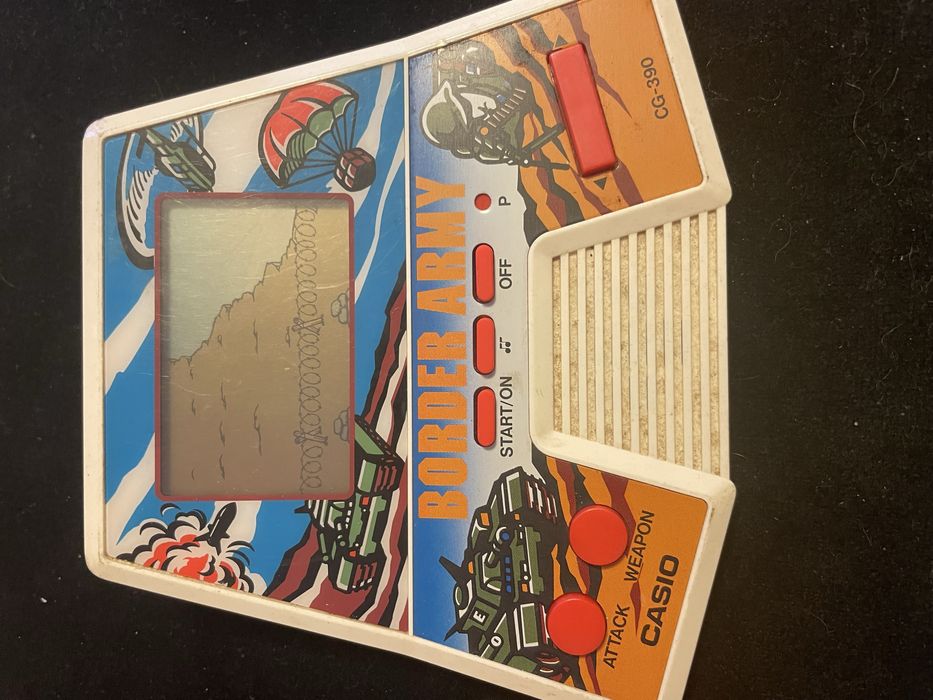 BORDER ARMY
START/ON
♫
OFF
P
E
O
ATTACK
WEAPON
CASIO
CG-390